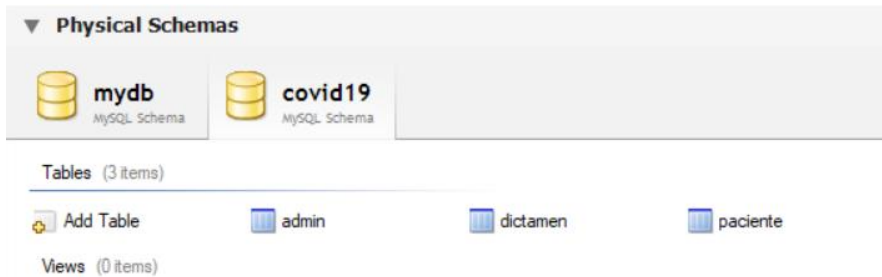 ▼ Physical Schemas
mydb
MySQL Schema
covid19
MySQL Schema
Tables (3 items)
Add Table admin dictamen paciente
Views (0 items)